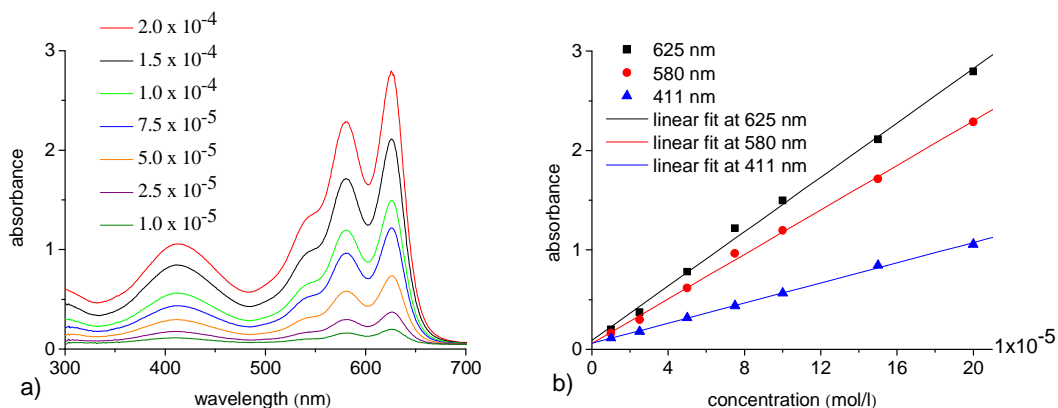 2.0 x 10⁻⁴
1.5 x 10⁻⁴
1.0 x 10⁻⁴
7.5 x 10⁻⁵
5.0 x 10⁻⁵
2.5 x 10⁻⁵
1.0 x 10⁻⁵
3
2
1
0
absorbance
300 400 500 600 700
wavelength (nm)
a)
625 nm
580 nm
411 nm
linear fit at 625 nm
linear fit at 580 nm
linear fit at 411 nm
3
2
1
0
absorbance
0 4 8 12 16 20
1x10⁻⁵
concentration (mol/l)
b)